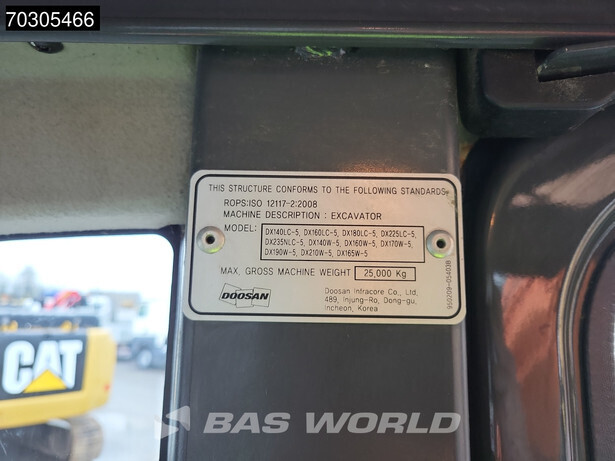 70305466
THIS STRUCTURE CONFORMS TO THE FOLLOWING STANDARDS.
ROPS:ISO 12117-2:2008
MACHINE DESCRIPTION : EXCAVATOR
MODEL: DX140LC-5, DX160LC-5, DX180LC-5, DX225LC-5,
DX235NLC-5, DX140W-5, DX160W-5, DX170W-5,
DX190W-5, DX210W-5, DX165W-5
MAX. GROSS MACHINE WEIGHT 25,000 Kg
DOOSAN
Doosan Infracore Co., Ltd.
489, Injung-Ro, Dong-gu,
Incheon, Korea
950209-05403B
CAT
BAS WORLD